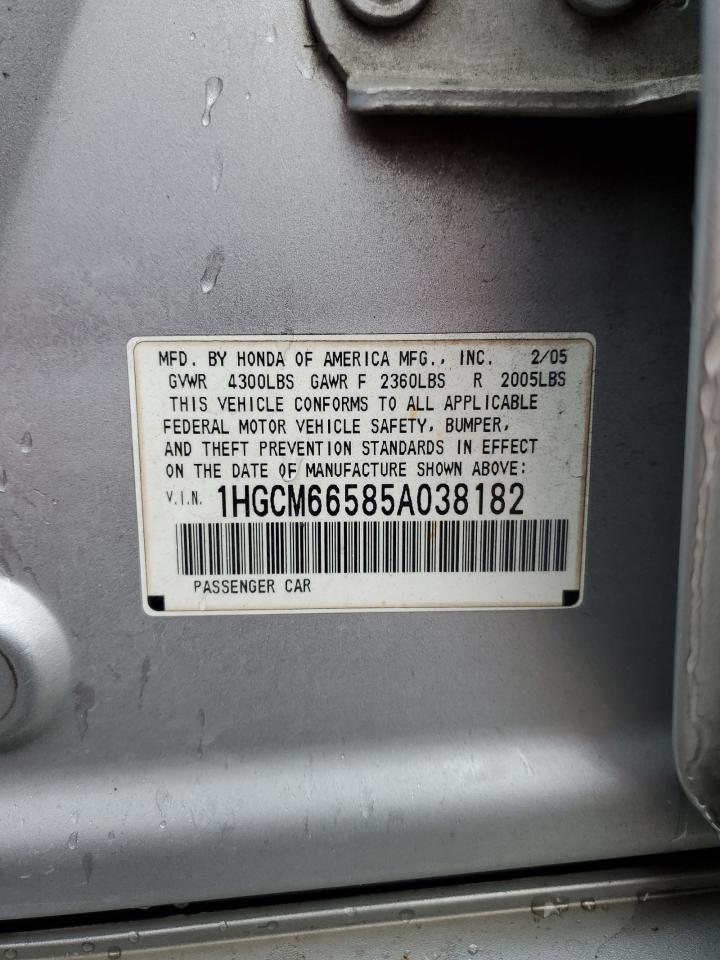 MFD. BY HONDA OF AMERICA MFG., INC. 2/05
GVWR 4300LBS GAWR F 2360LBS R 2005LBS
THIS VEHICLE CONFORMS TO ALL APPLICABLE
FEDERAL MOTOR VEHICLE SAFETY, BUMPER,
AND THEFT PREVENTION STANDARDS IN EFFECT
ON THE DATE OF MANUFACTURE SHOWN ABOVE:
V.I.N. 1HGCM66585A038182
PASSENGER CAR